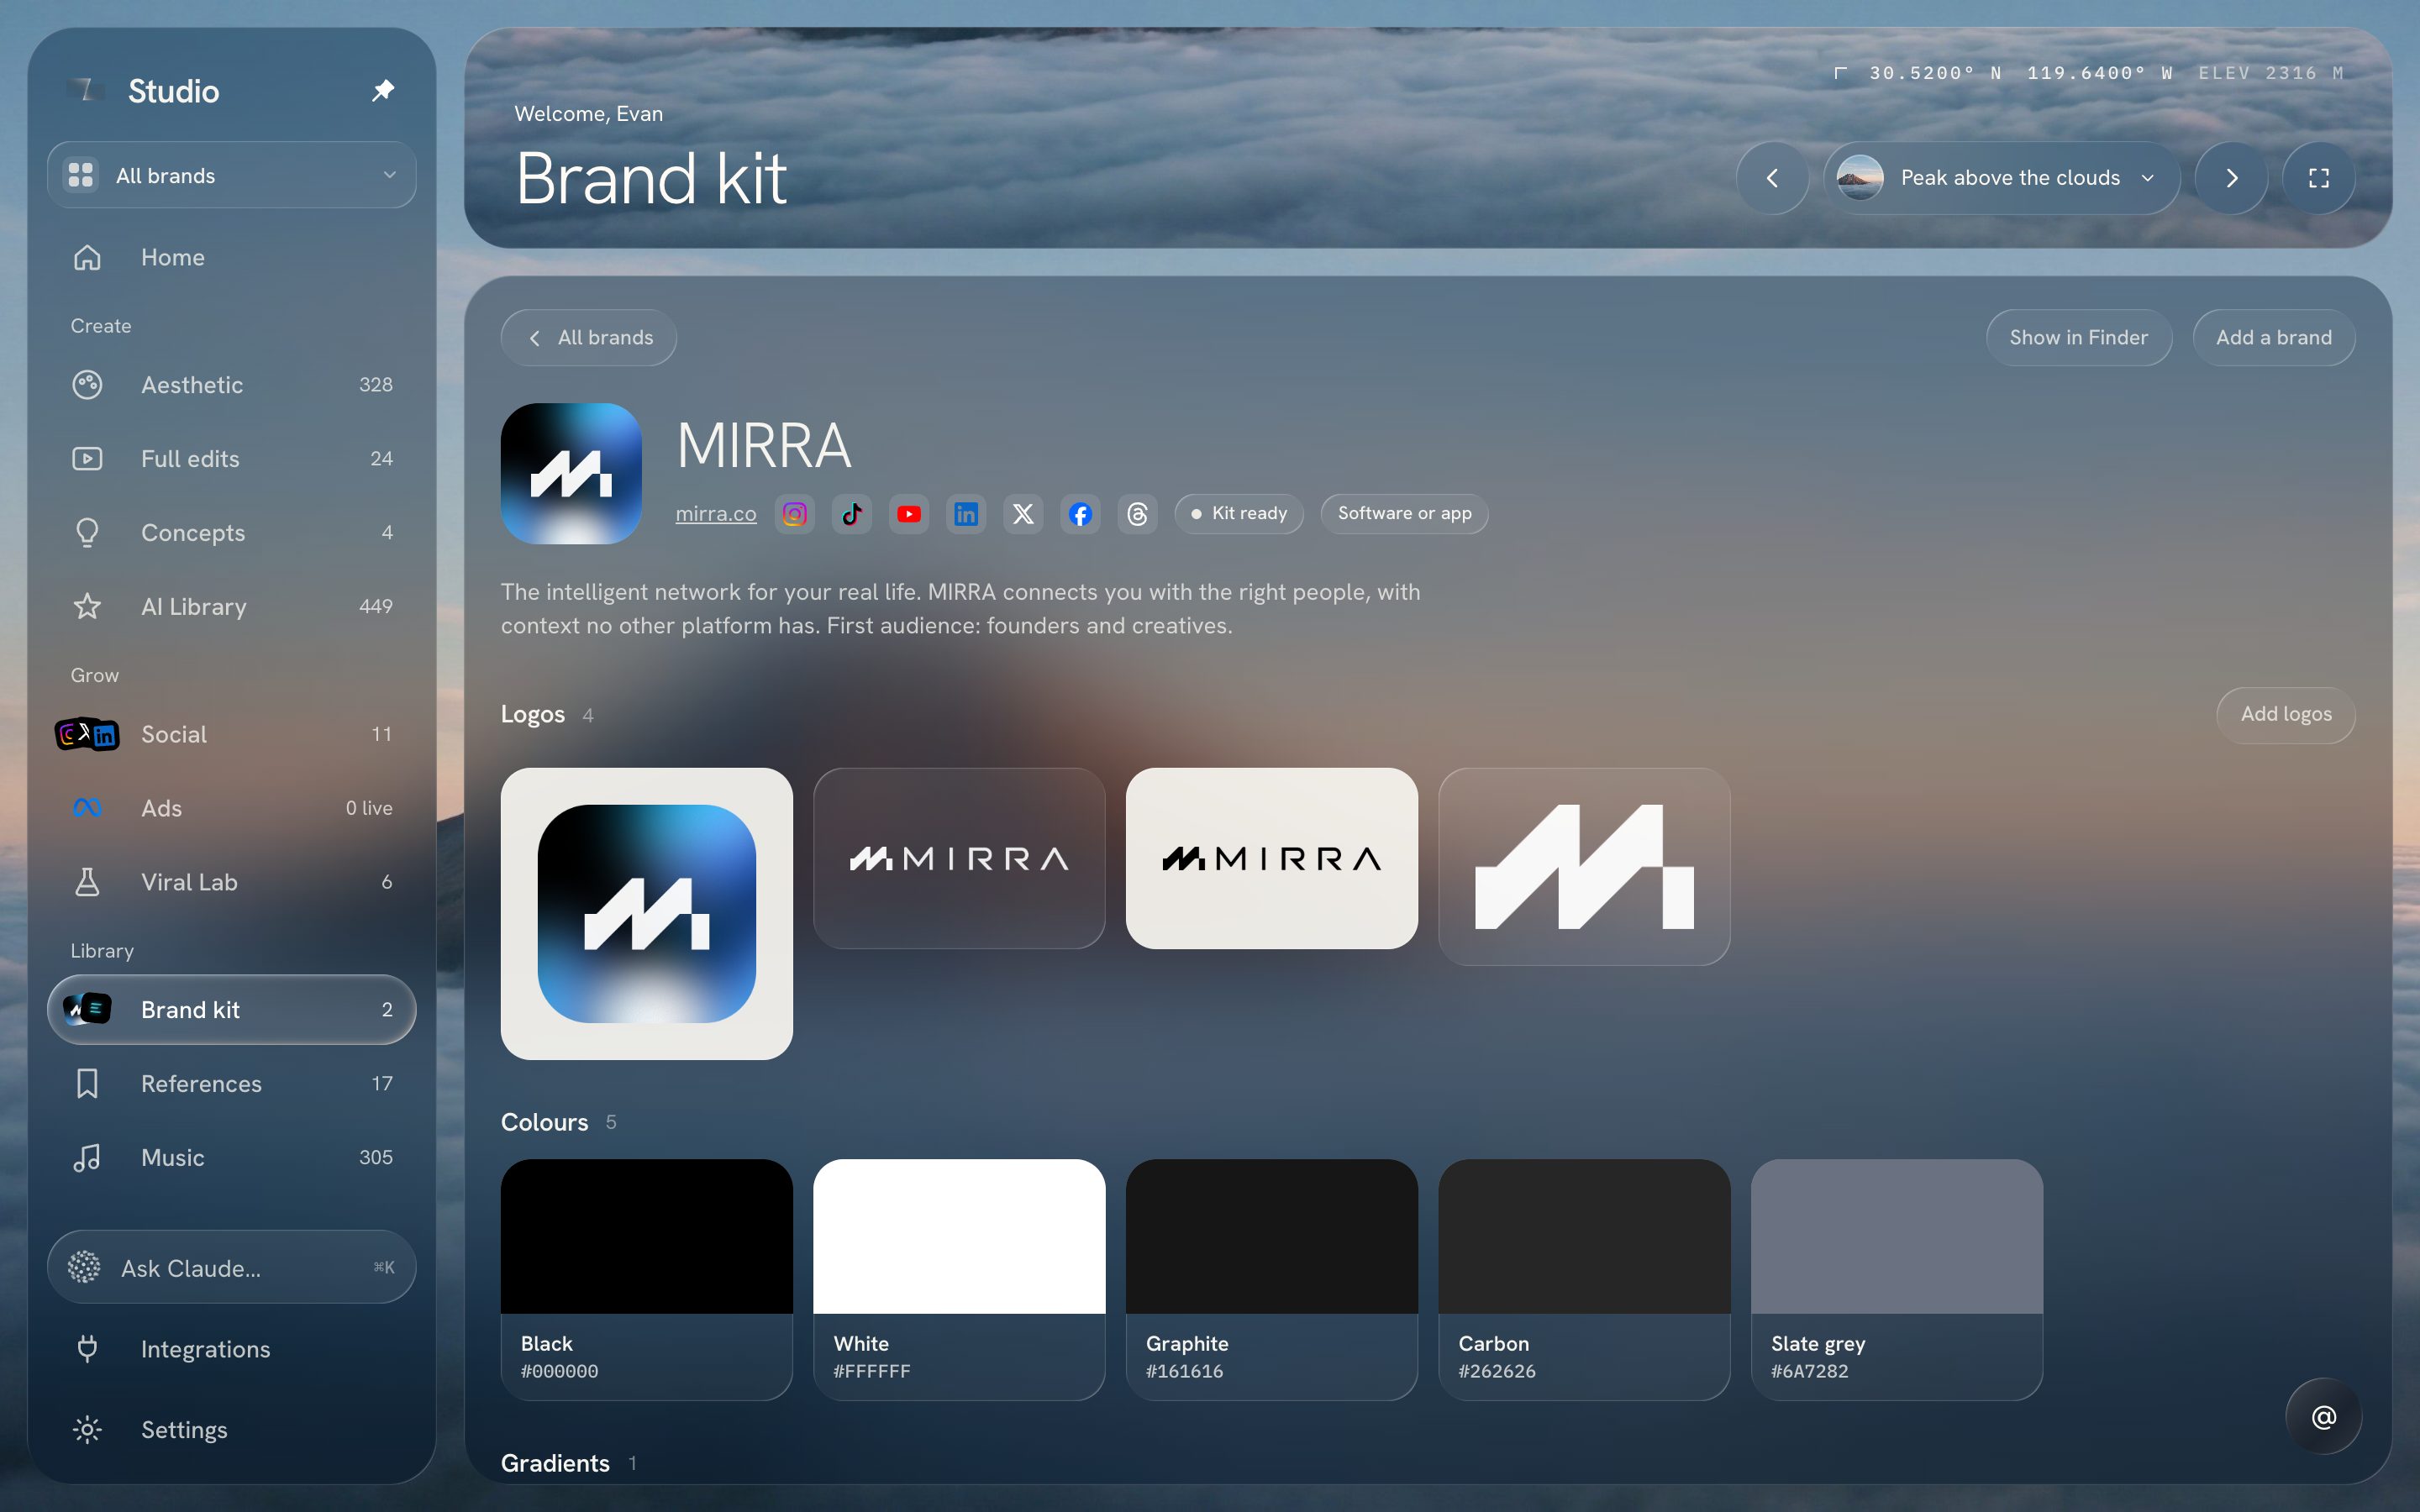 Studio
All brands
Home
Create
Aesthetic 328
Full edits 24
Concepts 4
AI Library 449
Grow
Social 11
Ads 0 live
Viral Lab 6
Library
Brand kit 2
References 17
Music 305
Ask Claude... ⌘K
Integrations
Settings
30.5200° N 119.6400° W ELEV 2316 M
Welcome, Evan
Brand kit
Peak above the clouds
All brands
Show in Finder
Add a brand
MIRRA
mirra.co
Kit ready
Software or app
The intelligent network for your real life. MIRRA connects you with the right people, with
context no other platform has. First audience: founders and creatives.
Logos 4
Add logos
MIRRA
MIRRA
Colours 5
Black
#000000
White
#FFFFFF
Graphite
#161616
Carbon
#262626
Slate grey
#6A7282
@
Gradients 1